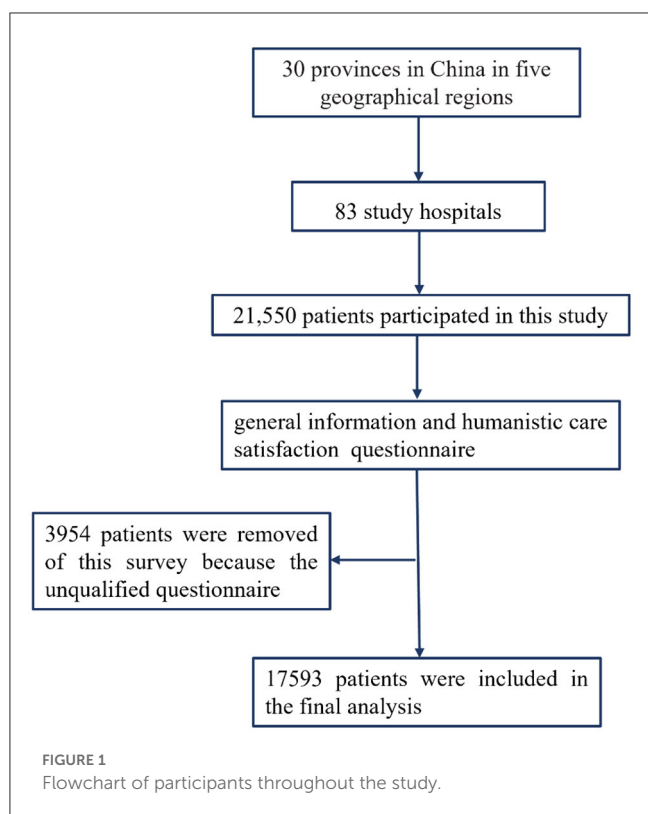 30 provinces in China in five
geographical regions
83 study hospitals
21,550 patients participated in this study
general information and humanistic care
satisfaction questionnaire
3954 patients were removed
of this survey because the
unqualified questionnaire
17593 patients were included in
the final analysis
FIGURE 1
Flowchart of participants throughout the study.